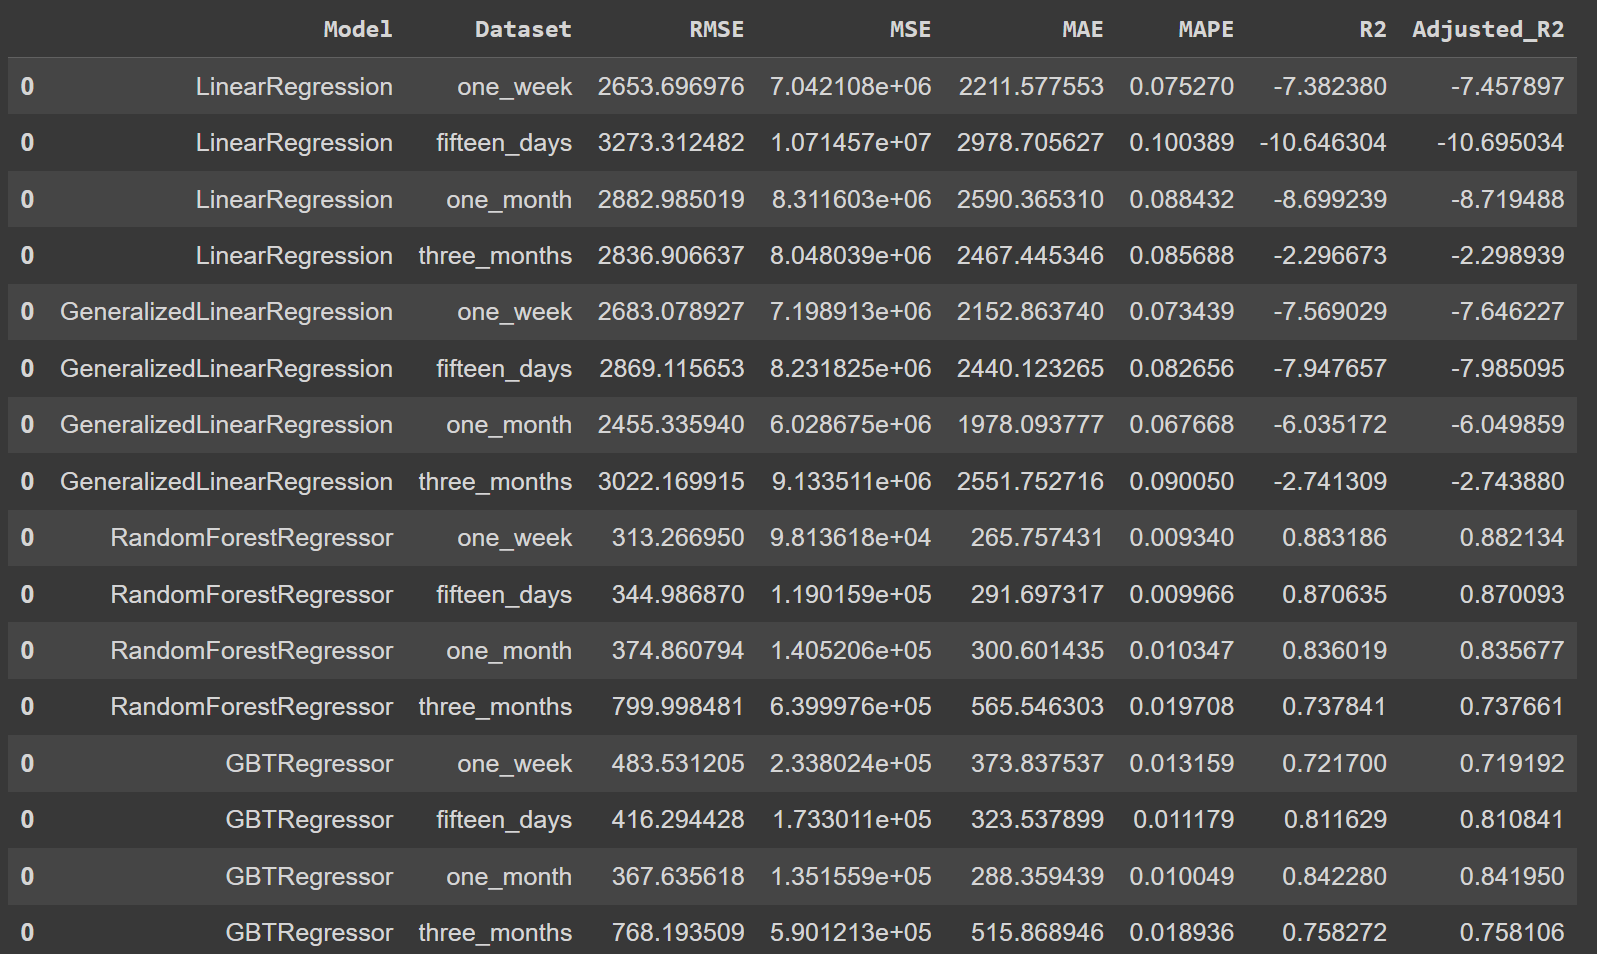 Model Dataset RMSE MSE MAE MAPE R2 Adjusted_R2
0 LinearRegression one_week 2653.696976 7.042108e+06 2211.577553 0.075270 -7.382380 -7.457897
0 LinearRegression fifteen_days 3273.312482 1.071457e+07 2978.705627 0.100389 -10.646304 -10.695034
0 LinearRegression one_month 2882.985019 8.311603e+06 2590.365310 0.088432 -8.699239 -8.719488
0 LinearRegression three_months 2836.906637 8.048039e+06 2467.445346 0.085688 -2.296673 -2.298939
0 GeneralizedLinearRegression one_week 2683.078927 7.198913e+06 2152.863740 0.073439 -7.569029 -7.646227
0 GeneralizedLinearRegression fifteen_days 2869.115653 8.231825e+06 2440.123265 0.082656 -7.947657 -7.985095
0 GeneralizedLinearRegression one_month 2455.335940 6.028675e+06 1978.093777 0.067668 -6.035172 -6.049859
0 GeneralizedLinearRegression three_months 3022.169915 9.133511e+06 2551.752716 0.090050 -2.741309 -2.743880
0 RandomForestRegressor one_week 313.266950 9.813618e+04 265.757431 0.009340 0.883186 0.882134
0 RandomForestRegressor fifteen_days 344.986870 1.190159e+05 291.697317 0.009966 0.870635 0.870093
0 RandomForestRegressor one_month 374.860794 1.405206e+05 300.601435 0.010347 0.836019 0.835677
0 RandomForestRegressor three_months 799.998481 6.399976e+05 565.546303 0.019708 0.737841 0.737661
0 GBTRegressor one_week 483.531205 2.338024e+05 373.837537 0.013159 0.721700 0.719192
0 GBTRegressor fifteen_days 416.294428 1.733011e+05 323.537899 0.011179 0.811629 0.810841
0 GBTRegressor one_month 367.635618 1.351559e+05 288.359439 0.010049 0.842280 0.841950
0 GBTRegressor three_months 768.193509 5.901213e+05 515.868946 0.018936 0.758272 0.758106